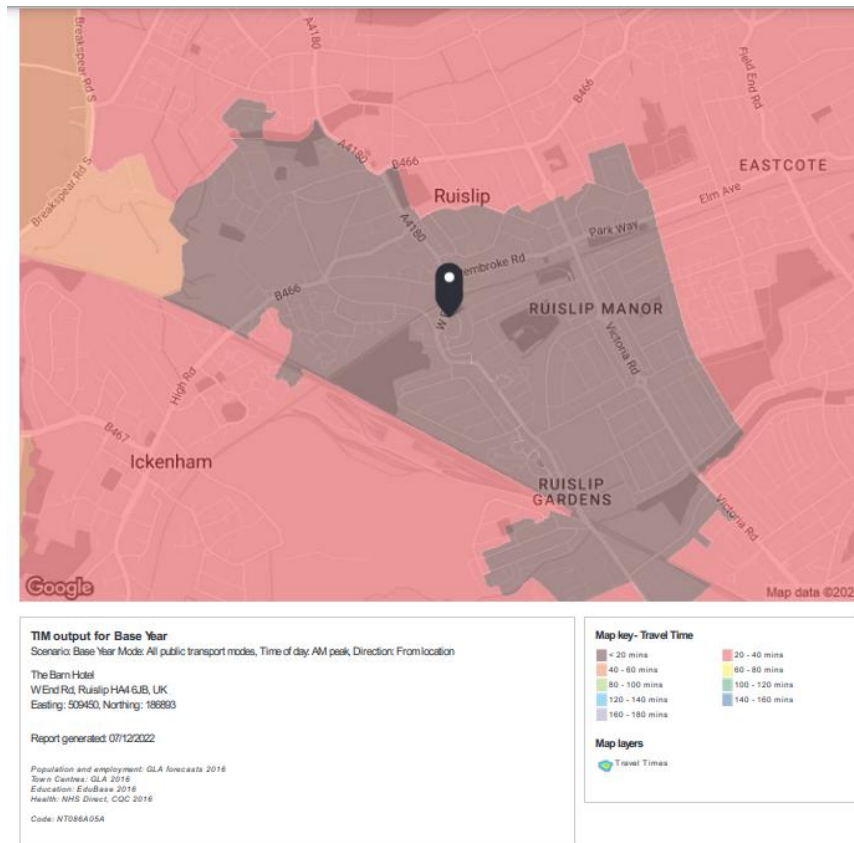 A4180
Breakspear Rd S
B466
Field End Rd
A4180
B466
EASTCOTE
Ruislip
Elm Ave
Breakspear Rd S
A4180
Park Way
embroke Rd
B466
W E
RUISLIP MANOR
Victoria Rd
High Rd
B467
Ickenham
RUISLIP
GARDENS
Victoria Rd
Google
Map data ©202
TIM output for Base Year
Scenario: Base Year Mode: All public transport modes, Time of day: AM peak, Direction: From location
The Barn Hotel
W End Rd, Ruislip HA4 6JB, UK
Easting: 509450, Northing: 186893
Report generated: 07/12/2022
Population and employment: GLA forecasts 2016
Town Centres: GLA 2016
Education: EduBase 2016
Health: NHS Direct, CQC 2016
Code: NT086A05A
Map key- Travel Time
< 20 mins
20 - 40 mins
40 - 60 mins
60 - 80 mins
80 - 100 mins
100 - 120 mins
120 - 140 mins
140 - 160 mins
160 - 180 mins
Map layers
Travel Times